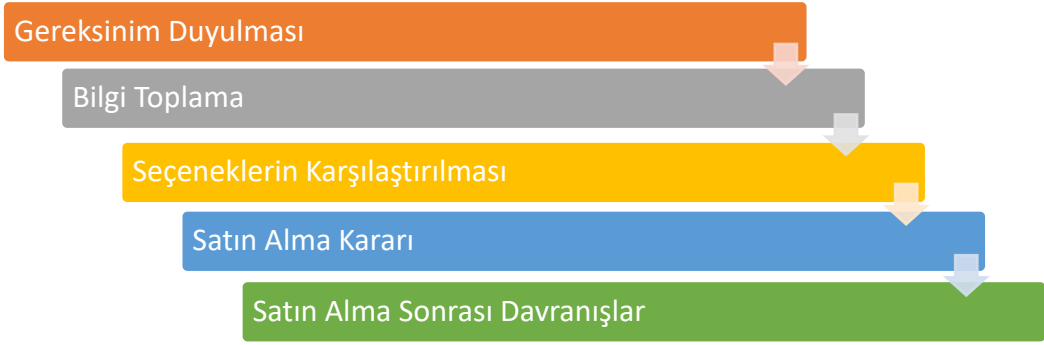 Gereksinim Duyulması
Bilgi Toplama
Seçeneklerin Karşılaştırılması
Satın Alma Kararı
Satın Alma Sonrası Davranışlar